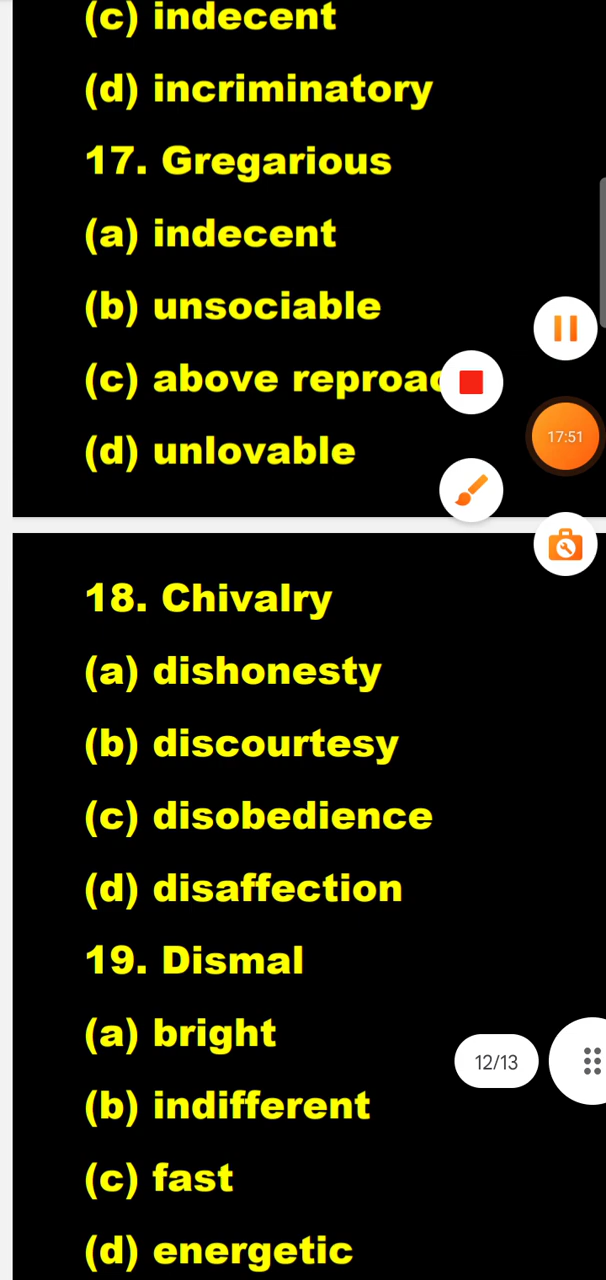 (c) indecent
(d) incriminatory
17. Gregarious
(a) indecent
(b) unsociable
(c) above
(d) unlovable
17:51
18. Chivalry
(a) dishonesty
(b) discourtesy
(c) disobedience
(d) disaffection
19. Dismal
(a) bright
12/13
(b) indifferent
(c) fast
(d) energetic